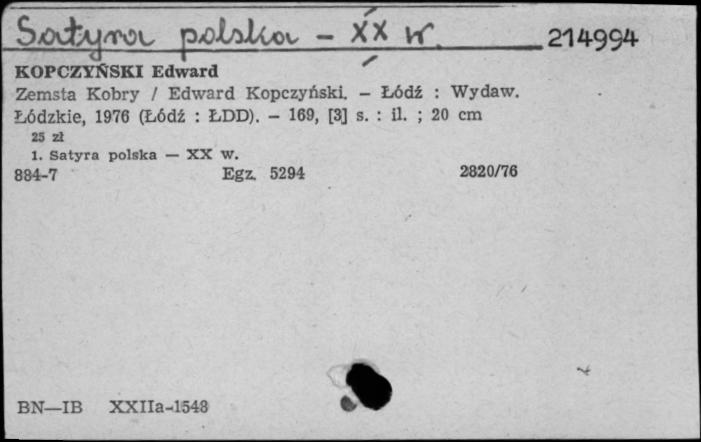 Satyra polska - XX w. 214994
KOPCZYŃSKI Edward
Zemsta Kobry / Edward Kopczyński. – Łódź : Wydaw.
Łódzkie, 1976 (Łódź : ŁDD). – 169, [3] s. : il. ; 20 cm
25 zł
1. Satyra polska — XX w.
884-7 Egz. 5294 2820/76
BN—IB XXIIa-1548